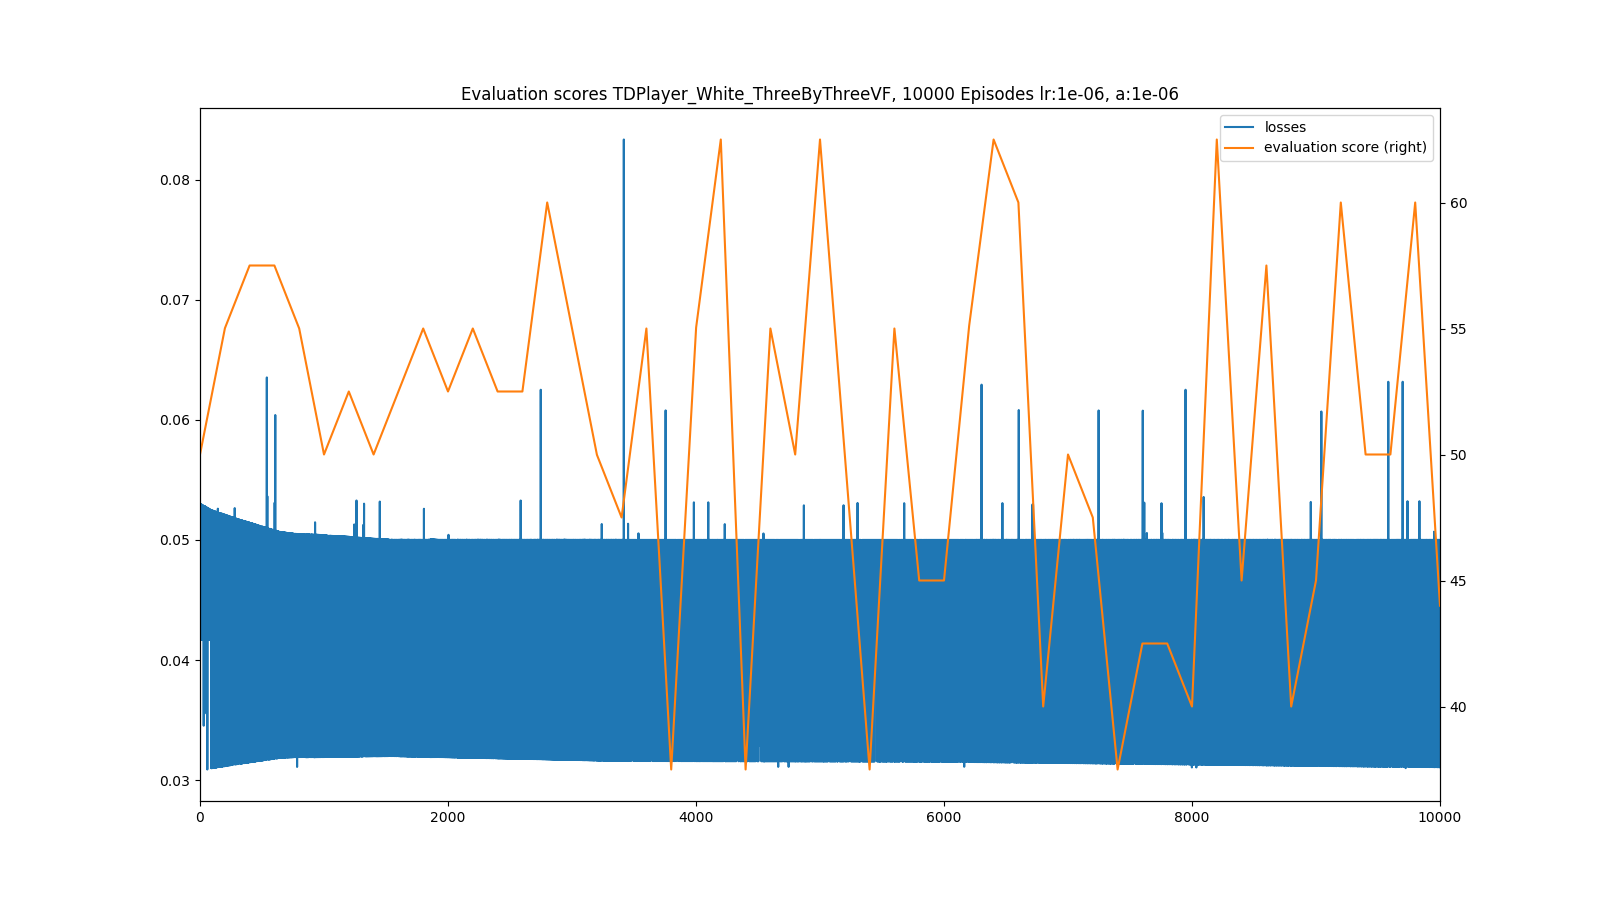 Evaluation scores TDPlayer_White_ThreeByThreeVF, 10000 Episodes lr:1e-06, a:1e-06
losses
evaluation score (right)
0.08
0.07
0.06
0.05
0.04
0.03
60
55
50
45
40
0 2000 4000 6000 8000 10000